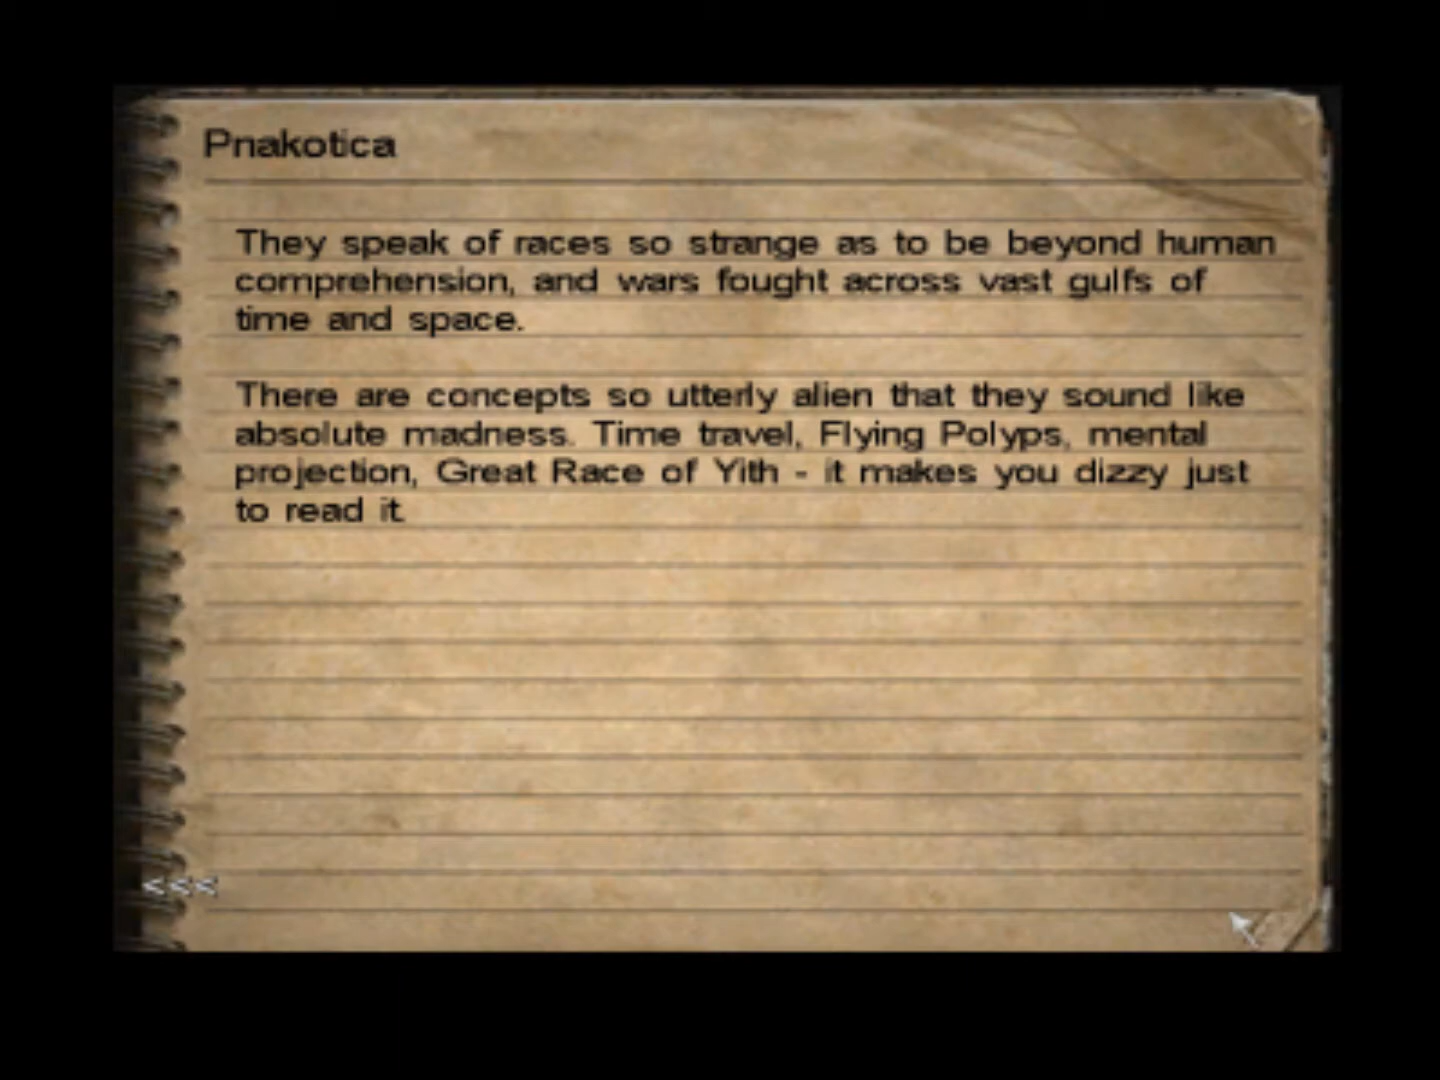 Pnakotica
They speak of races so strange as to be beyond human
comprehension, and wars fought across vast gulfs of
time and space.
There are concepts so utterly alien that they sound like
absolute madness. Time travel, Flying Polyps, mental
projection, Great Race of Yith - it makes you dizzy just
to read it.
<<<